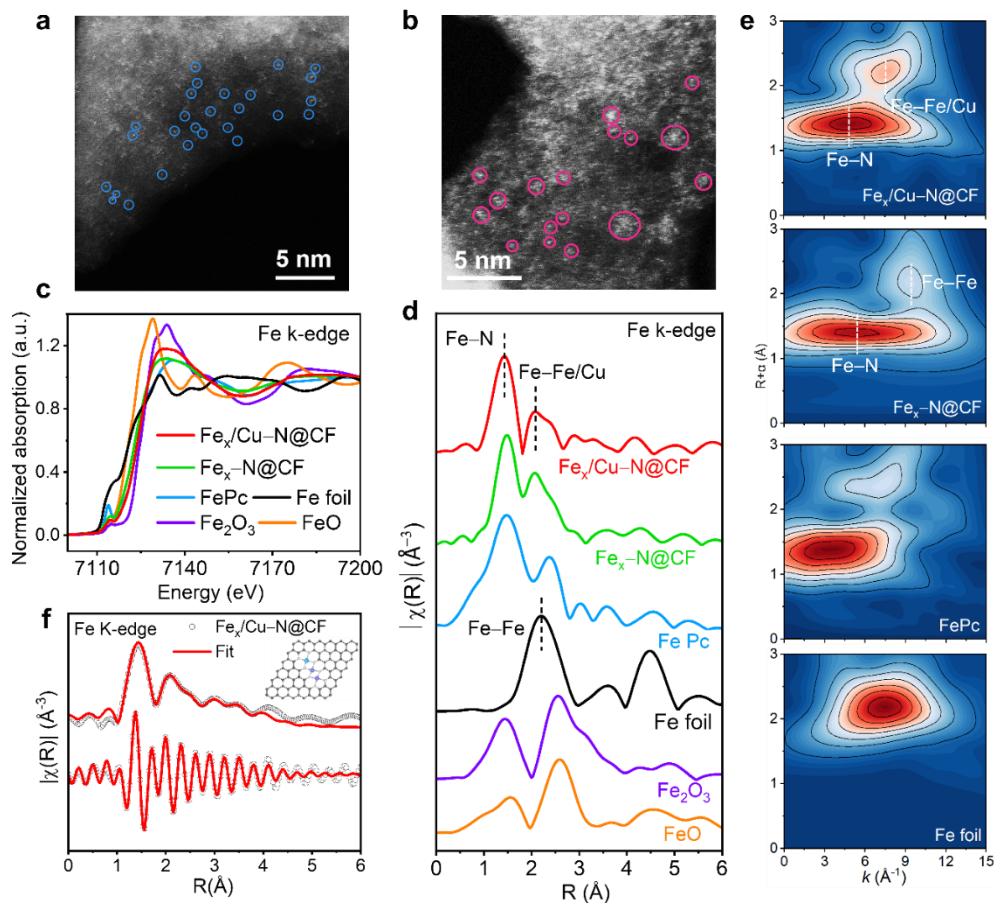 a
5 nm
b
5 nm
c
Normalized absorption (a.u.)
1.2
0.8
0.4
0.0
Fe k-edge
Feₓ/Cu–N@CF
Feₓ–N@CF
FePc
Fe foil
Fe₂O₃
FeO
7110
7140
7170
7200
Energy (eV)
d
|χ(R)| (Å⁻³)
Fe k-edge
Fe–N
Fe–Fe/Cu
Feₓ/Cu–N@CF
Feₓ–N@CF
Fe Pc
Fe–Fe
Fe foil
Fe₂O₃
FeO
0 1 2 3 4 5 6
R (Å)
e
3
2
1
0
Fe–Fe/Cu
Fe–N
Feₓ/Cu–N@CF
3
2
1
0
R+α (Å)
Fe–Fe
Fe–N
Feₓ–N@CF
3
2
1
0
FePc
3
2
1
0
Fe foil
0 3 6 9 12 15
k (Å⁻¹)
f
|χ(R)| (Å⁻³)
Fe K-edge
Feₓ/Cu–N@CF
Fit
0 1 2 3 4 5 6
R(Å)